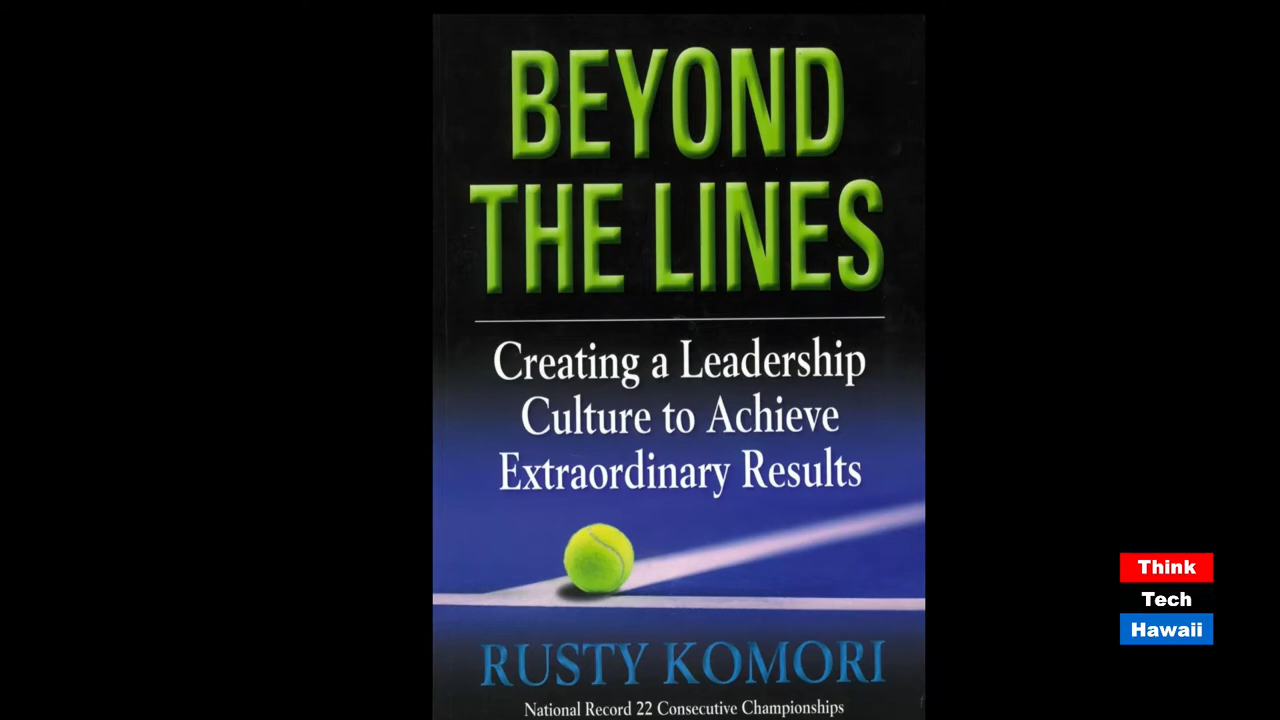 BEYOND
THE LINES
Creating a Leadership
Culture to Achieve
Extraordinary Results
RUSTY KOMORI
National Record 22 Consecutive Championships
Think
Tech
Hawaii